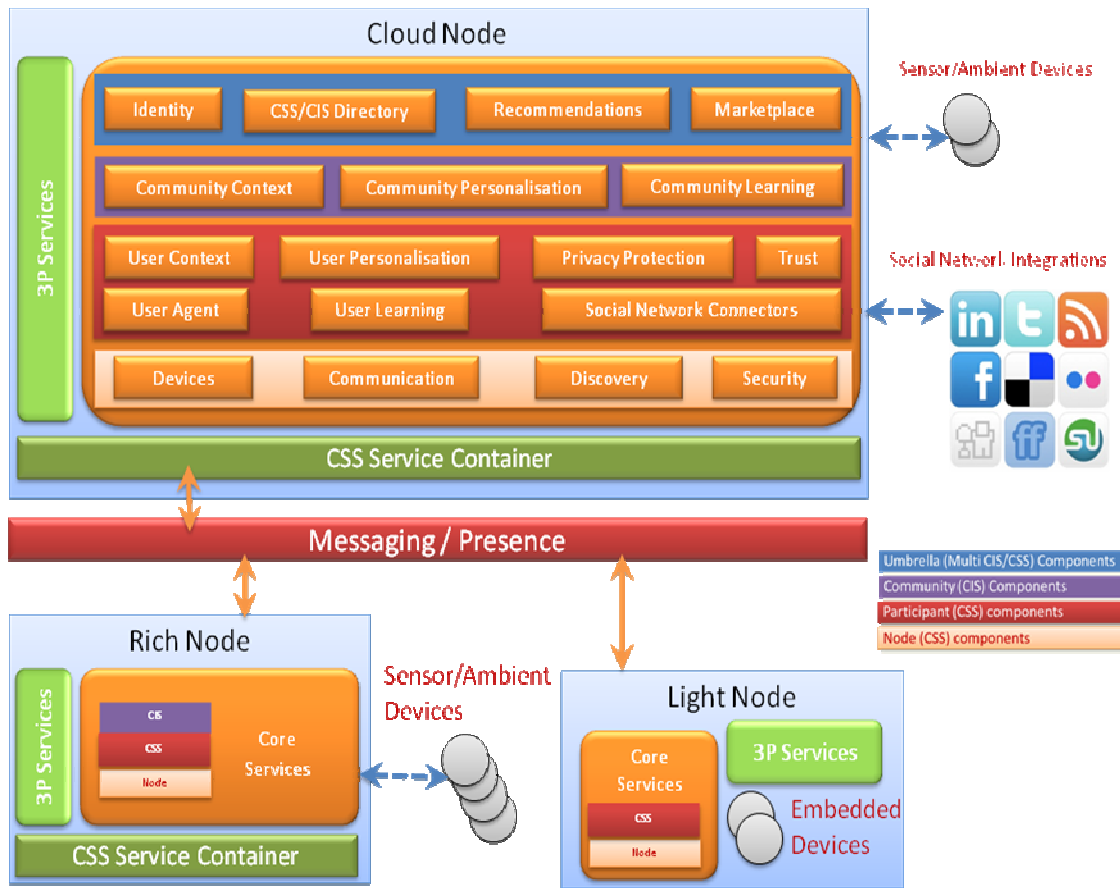 Cloud Node
3P Services
Identity
CSS/CIS Directory
Recommendations
Marketplace
Community Context
Community Personalisation
Community Learning
User Context
User Personalisation
Privacy Protection
Trust
User Agent
User Learning
Social Network Connectors
Devices
Communication
Discovery
Security
CSS Service Container
Sensor/Ambient Devices
Social Network Integrations
in
t
f
ff
Messaging / Presence
Umbrella (Multi CIS/CSS) Components
Community (CIS) Components
Participant (CSS) components
Node (CSS) components
Rich Node
3P Services
CIS
CSS
Node
Core
Services
CSS Service Container
Sensor/Ambient
Devices
Light Node
Core
Services
CSS
Node
3P Services
Embedded
Devices